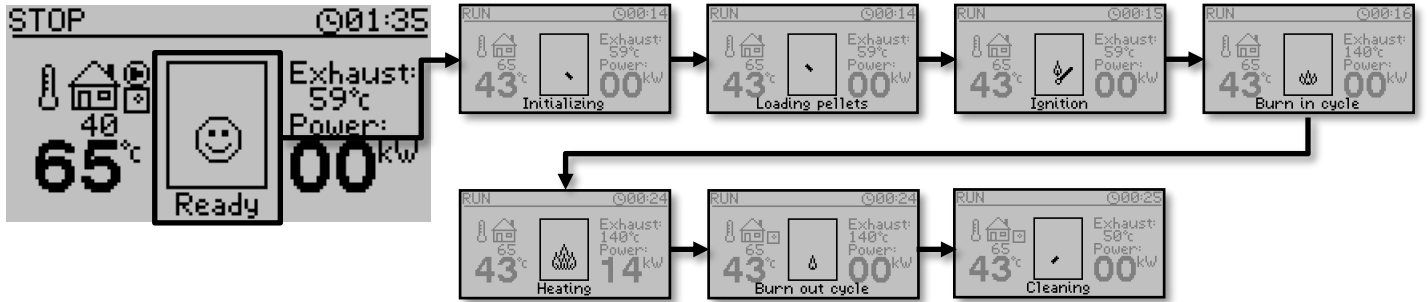 STOP 01:35
Exhaust:
59°c
40
Power:
65°c 00kW
Ready
RUN 00:14
Exhaust:
59°c
65
Power:
43°c 00kW
Initializing
RUN 00:14
Exhaust:
59°c
65
Power:
43°c 00kW
Loading pellets
RUN 00:15
Exhaust:
59°c
65
Power:
43°c 00kW
Ignition
RUN 00:16
Exhaust:
140°c
65
Power:
43°c 00kW
Burn in cycle
RUN 00:24
Exhaust:
140°c
65
Power:
43°c 14kW
Heating
RUN 00:24
Exhaust:
140°c
65
Power:
43°c 00kW
Burn out cycle
RUN 00:25
Exhaust:
50°c
65
Power:
43°c 00kW
Cleaning